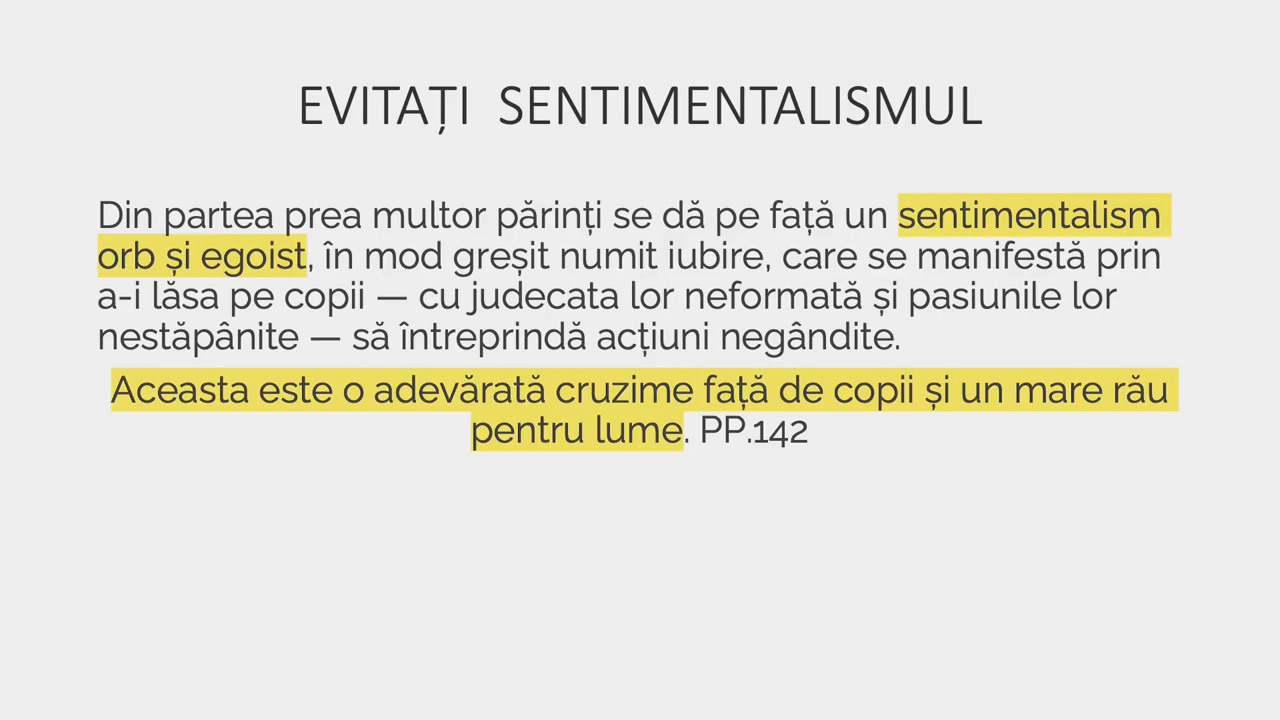 EVITAȚI SENTIMENTALISMUL
Din partea prea multor părinți se dă pe față un sentimentalism
orb și egoist, în mod greșit numit iubire, care se manifestă prin
a-i lăsa pe copii — cu judecata lor neformată și pasiunile lor
nestăpânite — să întreprindă acțiuni negândite.
Aceasta este o adevărată cruzime față de copii și un mare rău
pentru lume. PP.142